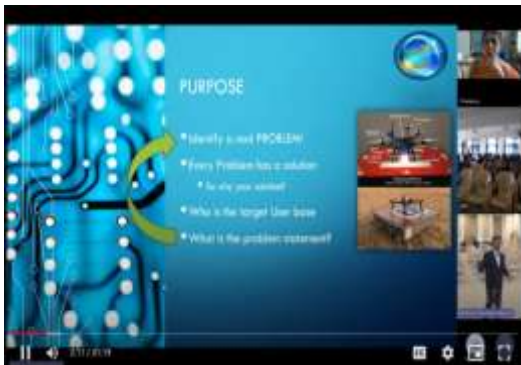 PURPOSE
Identify a real PROBLEM!
Every Problem has a solution
So why your solution?
Who is the target User base
What is the problem statement?